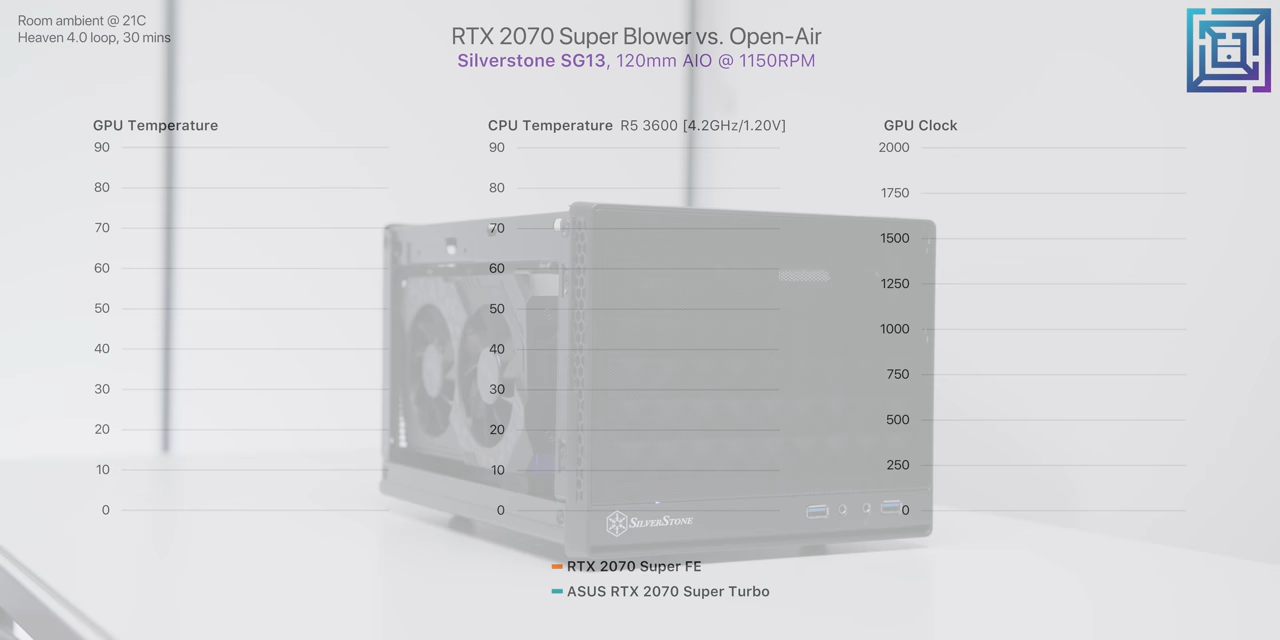 Room ambient @ 21C
Heaven 4.0 loop, 30 mins
RTX 2070 Super Blower vs. Open-Air
Silverstone SG13, 120mm AIO @ 1150RPM
GPU Temperature
90
80
70
60
50
40
30
20
10
0
CPU Temperature R5 3600 [4.2GHz/1.20V]
90
80
70
60
50
40
30
20
10
0
GPU Clock
2000
1750
1500
1250
1000
750
500
250
0
SILVERSTONE
RTX 2070 Super FE
ASUS RTX 2070 Super Turbo